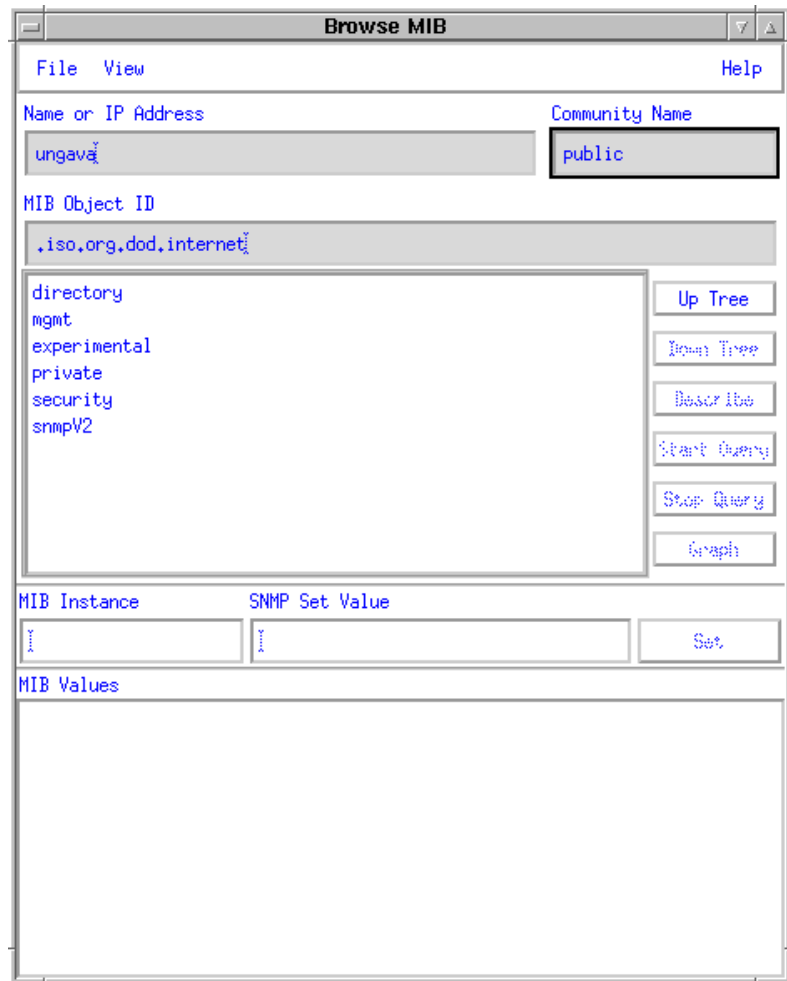 Browse MIB
File View Help
Name or IP Address Community Name
ungava public
MIB Object ID
.iso.org.dod.internet
directory
mgmt
experimental
private
security
snmpV2
Up Tree
Down Tree
Describe
Start Query
Stop Query
Graph
MIB Instance SNMP Set Value
Set
MIB Values